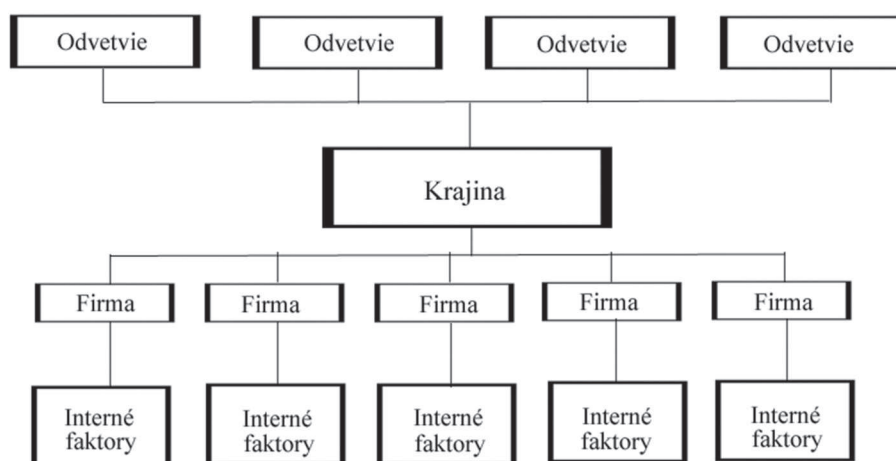 Odvetvie
Odvetvie
Odvetvie
Odvetvie
Krajina
Firma
Firma
Firma
Firma
Firma
Interné
faktory
Interné
faktory
Interné
faktory
Interné
faktory
Interné
faktory